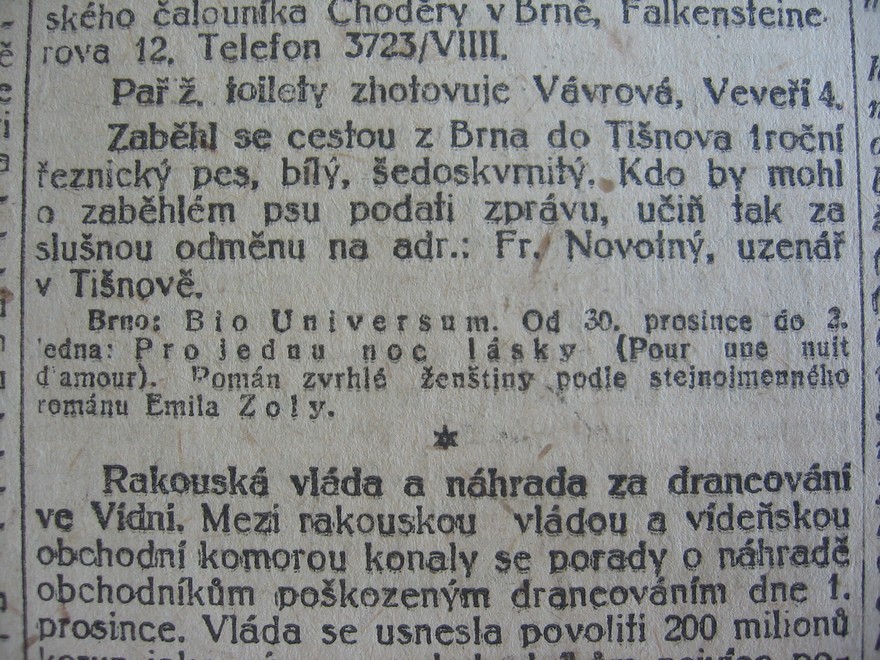 ského čalouníka Choděry v Brně, Falkensteine-
rova 12. Telefon 3723/VIIII.
Pař ž. toilety zhotovuje Vávrová, Veveří 4.
Zaběhl se cestou z Brna do Tišnova 1roční
řeznický pes, bílý, šedoskvrnitý. Kdo by mohl
o zaběhlém psu podati zprávu, učiň tak za
slušnou odměnu na adr.: Fr. Novotný, uzenář
v Tišnově.
Brno: Bio Universum. Od 30. prosince do 2.
edna: Pro jednu noc lásky (Pour une nuit
d'amour). Román zvrhlé ženštiny podle stejnojmenného
románu Emila Zoly.
*
Rakouská vláda a náhrada za drancování
ve Vídni. Mezi rakouskou vládou a vídeňskou
obchodní komorou konaly se porady o náhradě
obchodníkům poškozeným drancováním dne 1.
prosince. Vláda se usnesla povoliti 200 milionů